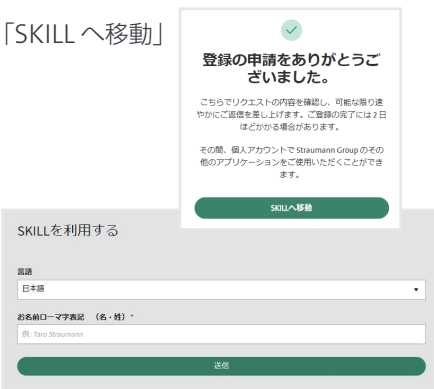 「SKILL へ移動」
登録の申請をありがとうご
ざいました。
こちらでリクエストの内容を確認し、可能な限り速
やかにご返信を差し上げます。ご登録の完了には2日
ほどかかる場合があります。
その間、個人アカウントで Straumann Group のその
他のアプリケーションをご使用いただくことができ
ます。
SKILLへ移動
SKILLを利用する
言語
日本語
お名前ローマ字表記 （名・姓） *
例: Taro Straumann
送信